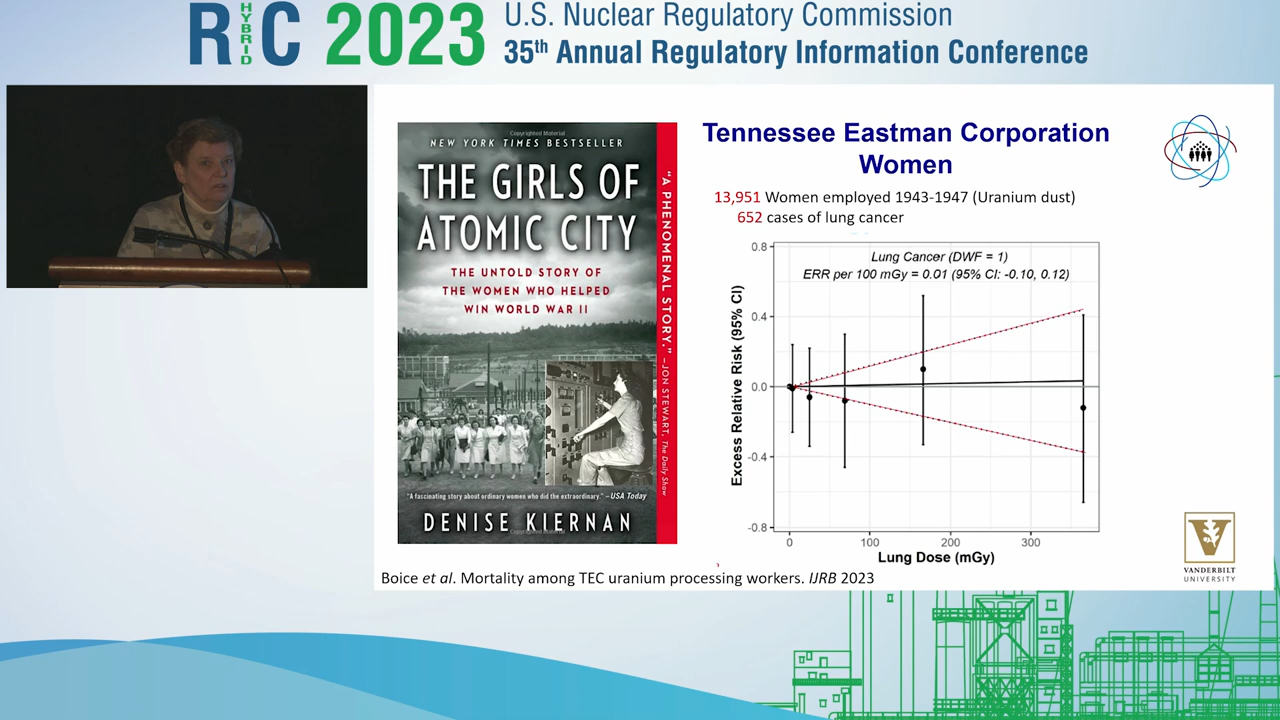 RIC 2023
HYBRID
U.S. Nuclear Regulatory Commission
35th Annual Regulatory Information Conference
Copyrighted Material
NEW YORK TIMES BESTSELLER
THE GIRLS OF
ATOMIC CITY
THE UNTOLD STORY OF
THE WOMEN WHO HELPED
WIN WORLD WAR II
"A PHENOMENAL STORY." —JON STEWART, The Daily Show
"A fascinating story about ordinary women who did the extraordinary." —USA Today
DENISE KIERNAN
Copyrighted Material
Tennessee Eastman Corporation
Women
13,951 Women employed 1943-1947 (Uranium dust)
652 cases of lung cancer
Lung Cancer (DWF = 1)
ERR per 100 mGy = 0.01 (95% CI: -0.10, 0.12)
Excess Relative Risk (95% CI)
0.8
0.4
0.0
-0.4
-0.8
0 100 200 300
Lung Dose (mGy)
Boice et al. Mortality among TEC uranium processing workers. IJRB 2023
VANDERBILT
UNIVERSITY